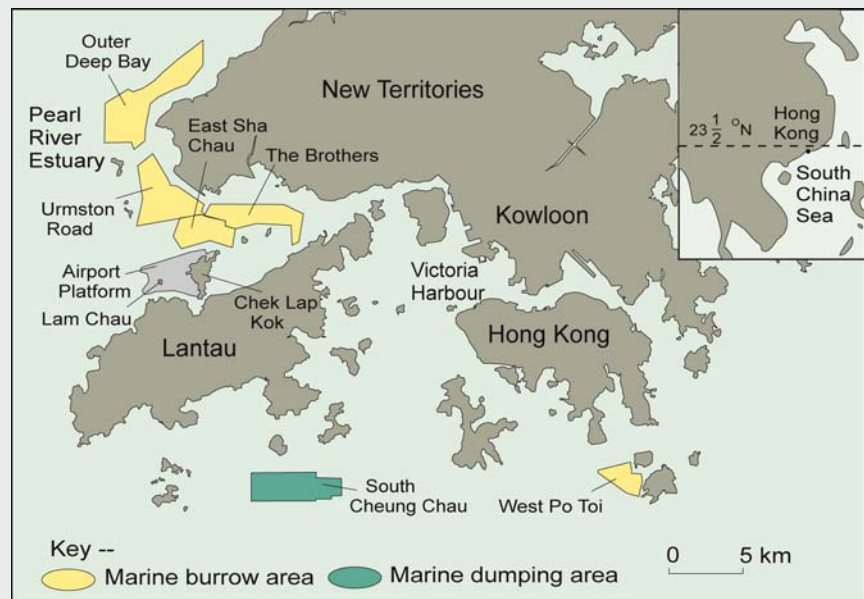 Outer
Deep Bay
Pearl
River
Estuary
East Sha
Chau
New Territories
The Brothers
23 1/2 °N
Hong
Kong
South
China
Sea
Urmston
Road
Kowloon
Airport
Platform
Lam Chau
Chek Lap
Kok
Victoria
Harbour
Lantau
Hong Kong
South
Cheung Chau
West Po Toi
Key --
Marine burrow area
Marine dumping area
0 5 km